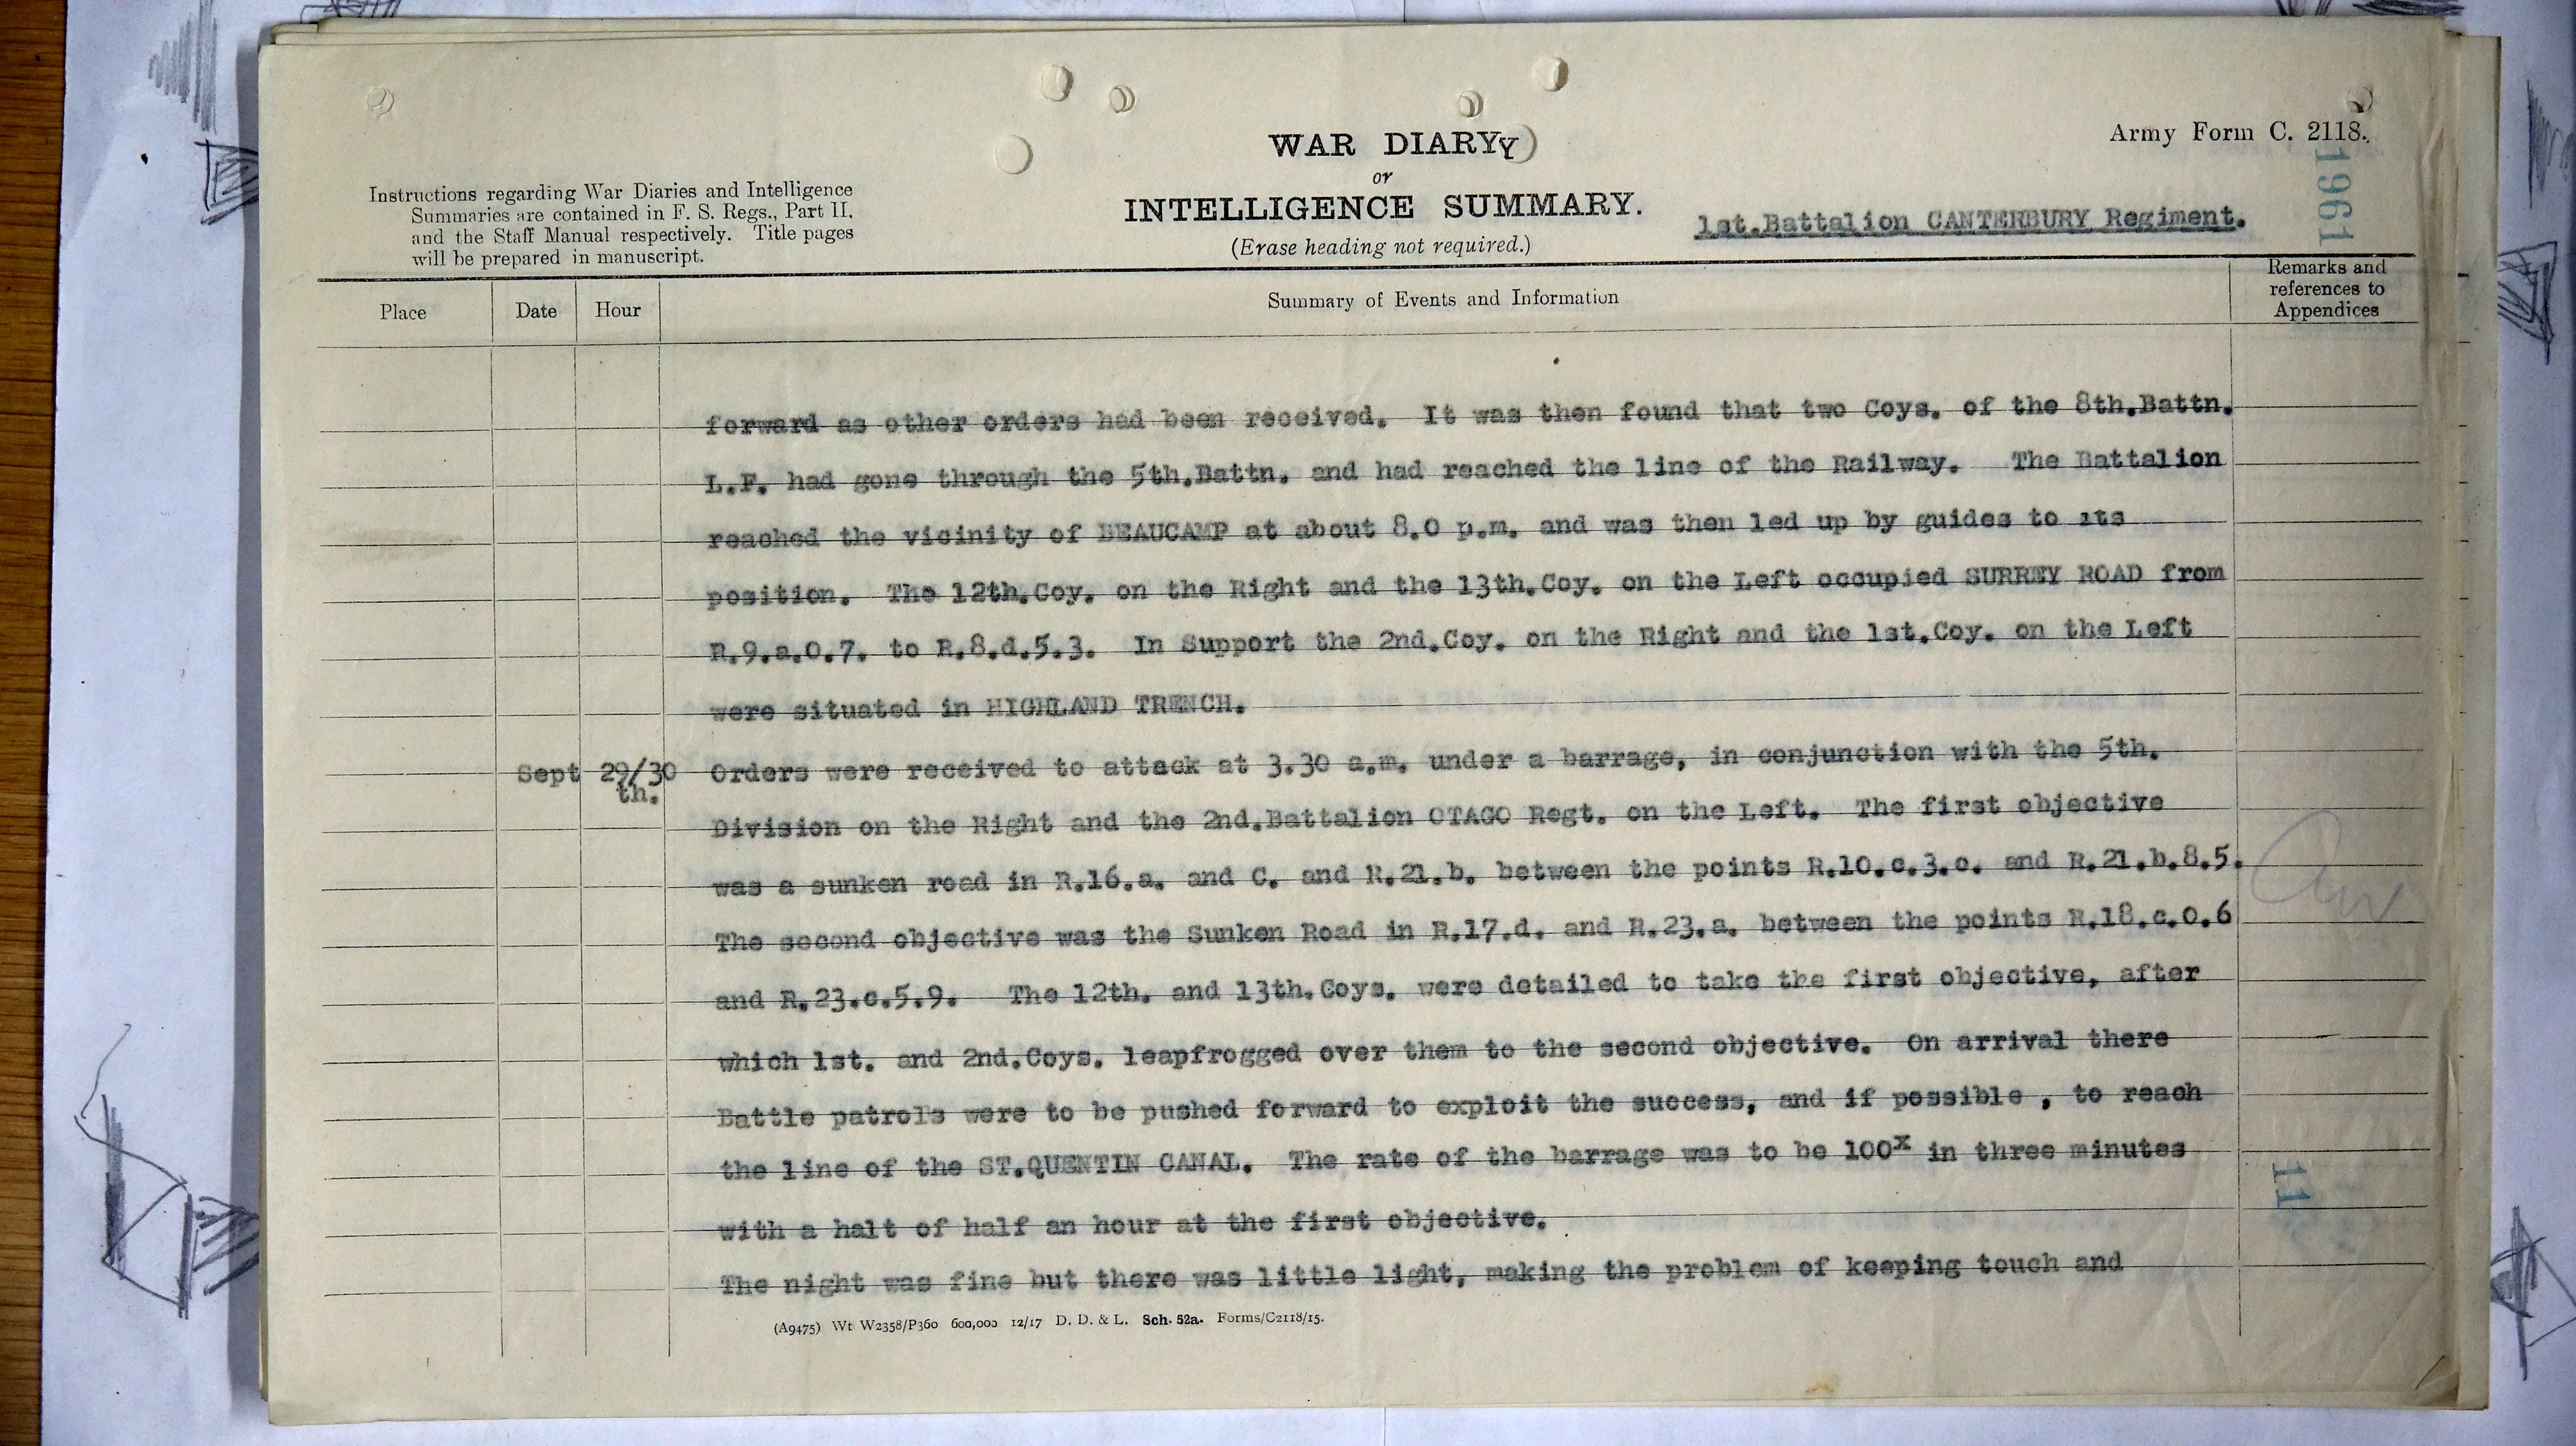 Army Form C. 2118.
1961
WAR DIARYY
or
INTELLIGENCE SUMMARY.
(Erase heading not required.)
Instructions regarding War Diaries and Intelligence
Summaries are contained in F. S. Regs., Part II.
and the Staff Manual respectively. Title pages
will be prepared in manuscript.
1st.Battalion CANTERBURY Regiment.
Place Date Hour Summary of Events and Information Remarks and references to Appendices
forward as other orders had been received. It was then found that two Coys. of the 8th.Battn.
L.F. had gone through the 5th.Battn. and had reached the line of the Railway. The Battalion
reached the vicinity of BEAUCAMP at about 8.0 p.m. and was then led up by guides to its
position. The 12th.Coy. on the Right and the 13th.Coy. on the Left occupied SURREY ROAD from
R.9.a.0.7. to R.8.d.5.3. In Support the 2nd.Coy. on the Right and the 1st.Coy. on the Left
were situated in HIGHLAND TRENCH.
Sept 29/30 th. Orders were received to attack at 3.30 a.m. under a barrage, in conjunction with the 5th.
Division on the Right and the 2nd.Battalion OTAGO Regt. on the Left. The first objective
was a sunken road in R.16.a. and C. and R.21.b. between the points R.10.c.3.o. and R.21.b.8.5.
The second objective was the Sunken Road in R.17.d. and R.23.a. between the points R.18.c.0.6
and R.23.c.5.9. The 12th. and 13th.Coys. were detailed to take the first objective, after
which 1st. and 2nd.Coys. leapfrogged over them to the second objective. On arrival there
Battle patrols were to be pushed forward to exploit the success, and if possible , to reach
the line of the ST.QUENTIN CANAL. The rate of the barrage was to be 100x in three minutes
with a halt of half an hour at the first objective.
The night was fine but there was little light, making the problem of keeping touch and
11
(A9475) Wt W2358/P360 600,000 12/17 D. D. & L. Sch. 52a. Forms/C2118/15.